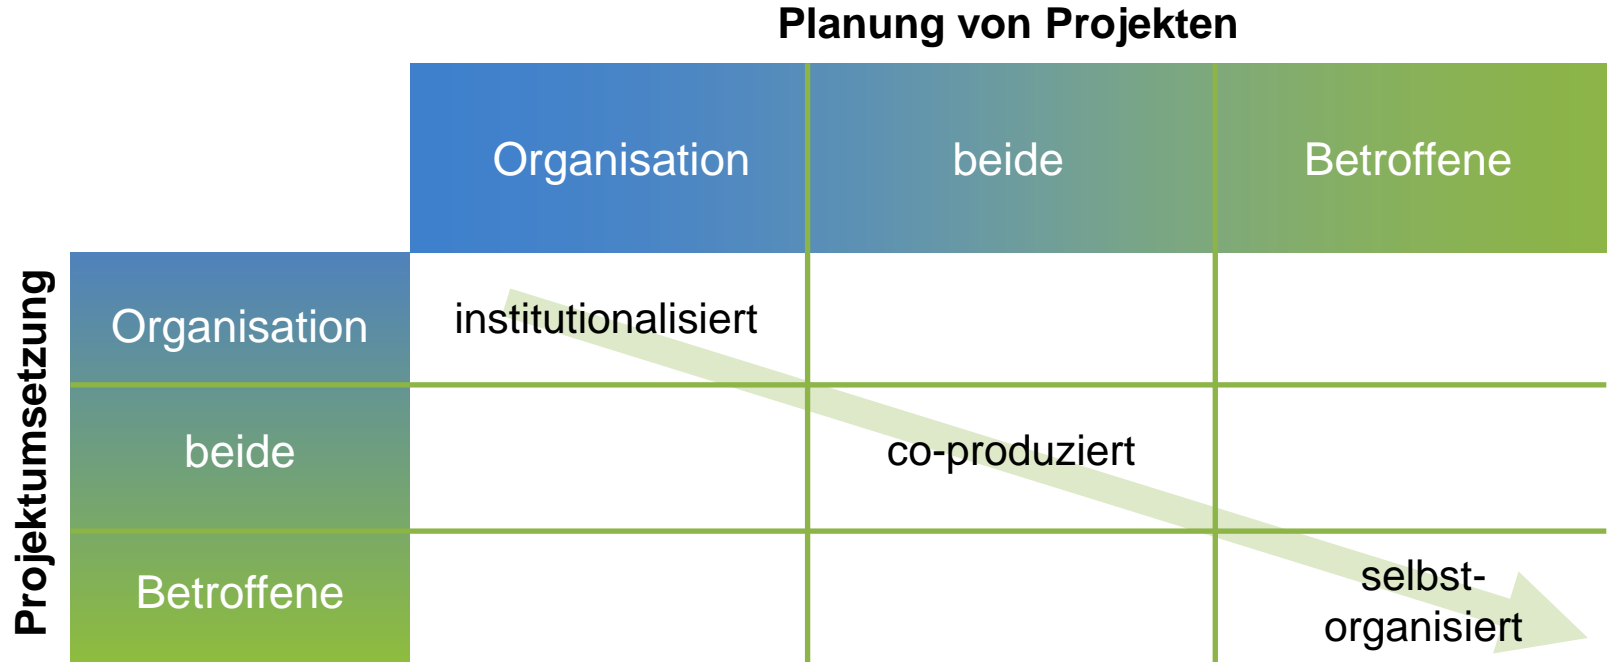 Planung von Projekten
Organisation
beide
Betroffene
Projektumsetzung
Organisation
institutionalisiert
beide
co-produziert
Betroffene
selbst-
organisiert